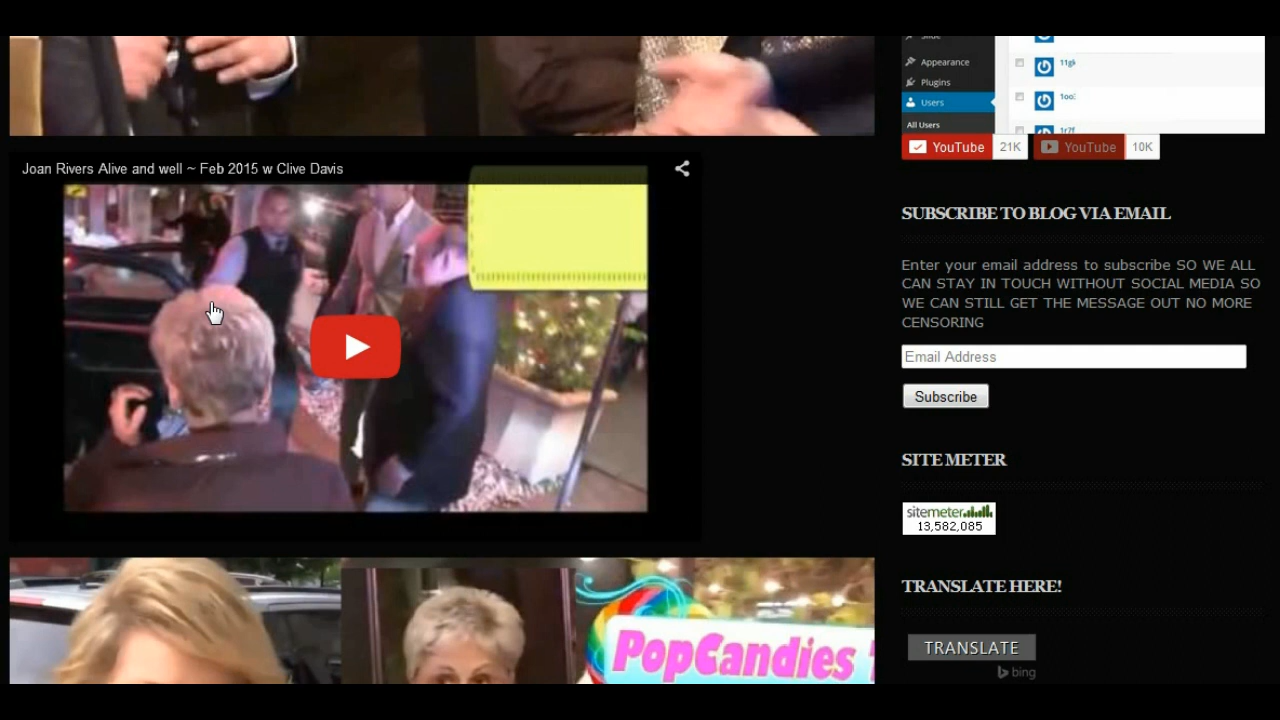 Appearance
Plugins
Users
All Users
11gk
1oo:
1r7f
YouTube 21K
YouTube 10K
Joan Rivers Alive and well ~ Feb 2015 w Clive Davis
SUBSCRIBE TO BLOG VIA EMAIL
Enter your email address to subscribe SO WE ALL
CAN STAY IN TOUCH WITHOUT SOCIAL MEDIA SO
WE CAN STILL GET THE MESSAGE OUT NO MORE
CENSORING
Email Address
Subscribe
SITE METER
sitemeter
13,582,085
TRANSLATE HERE!
TRANSLATE
bing
PopCandies